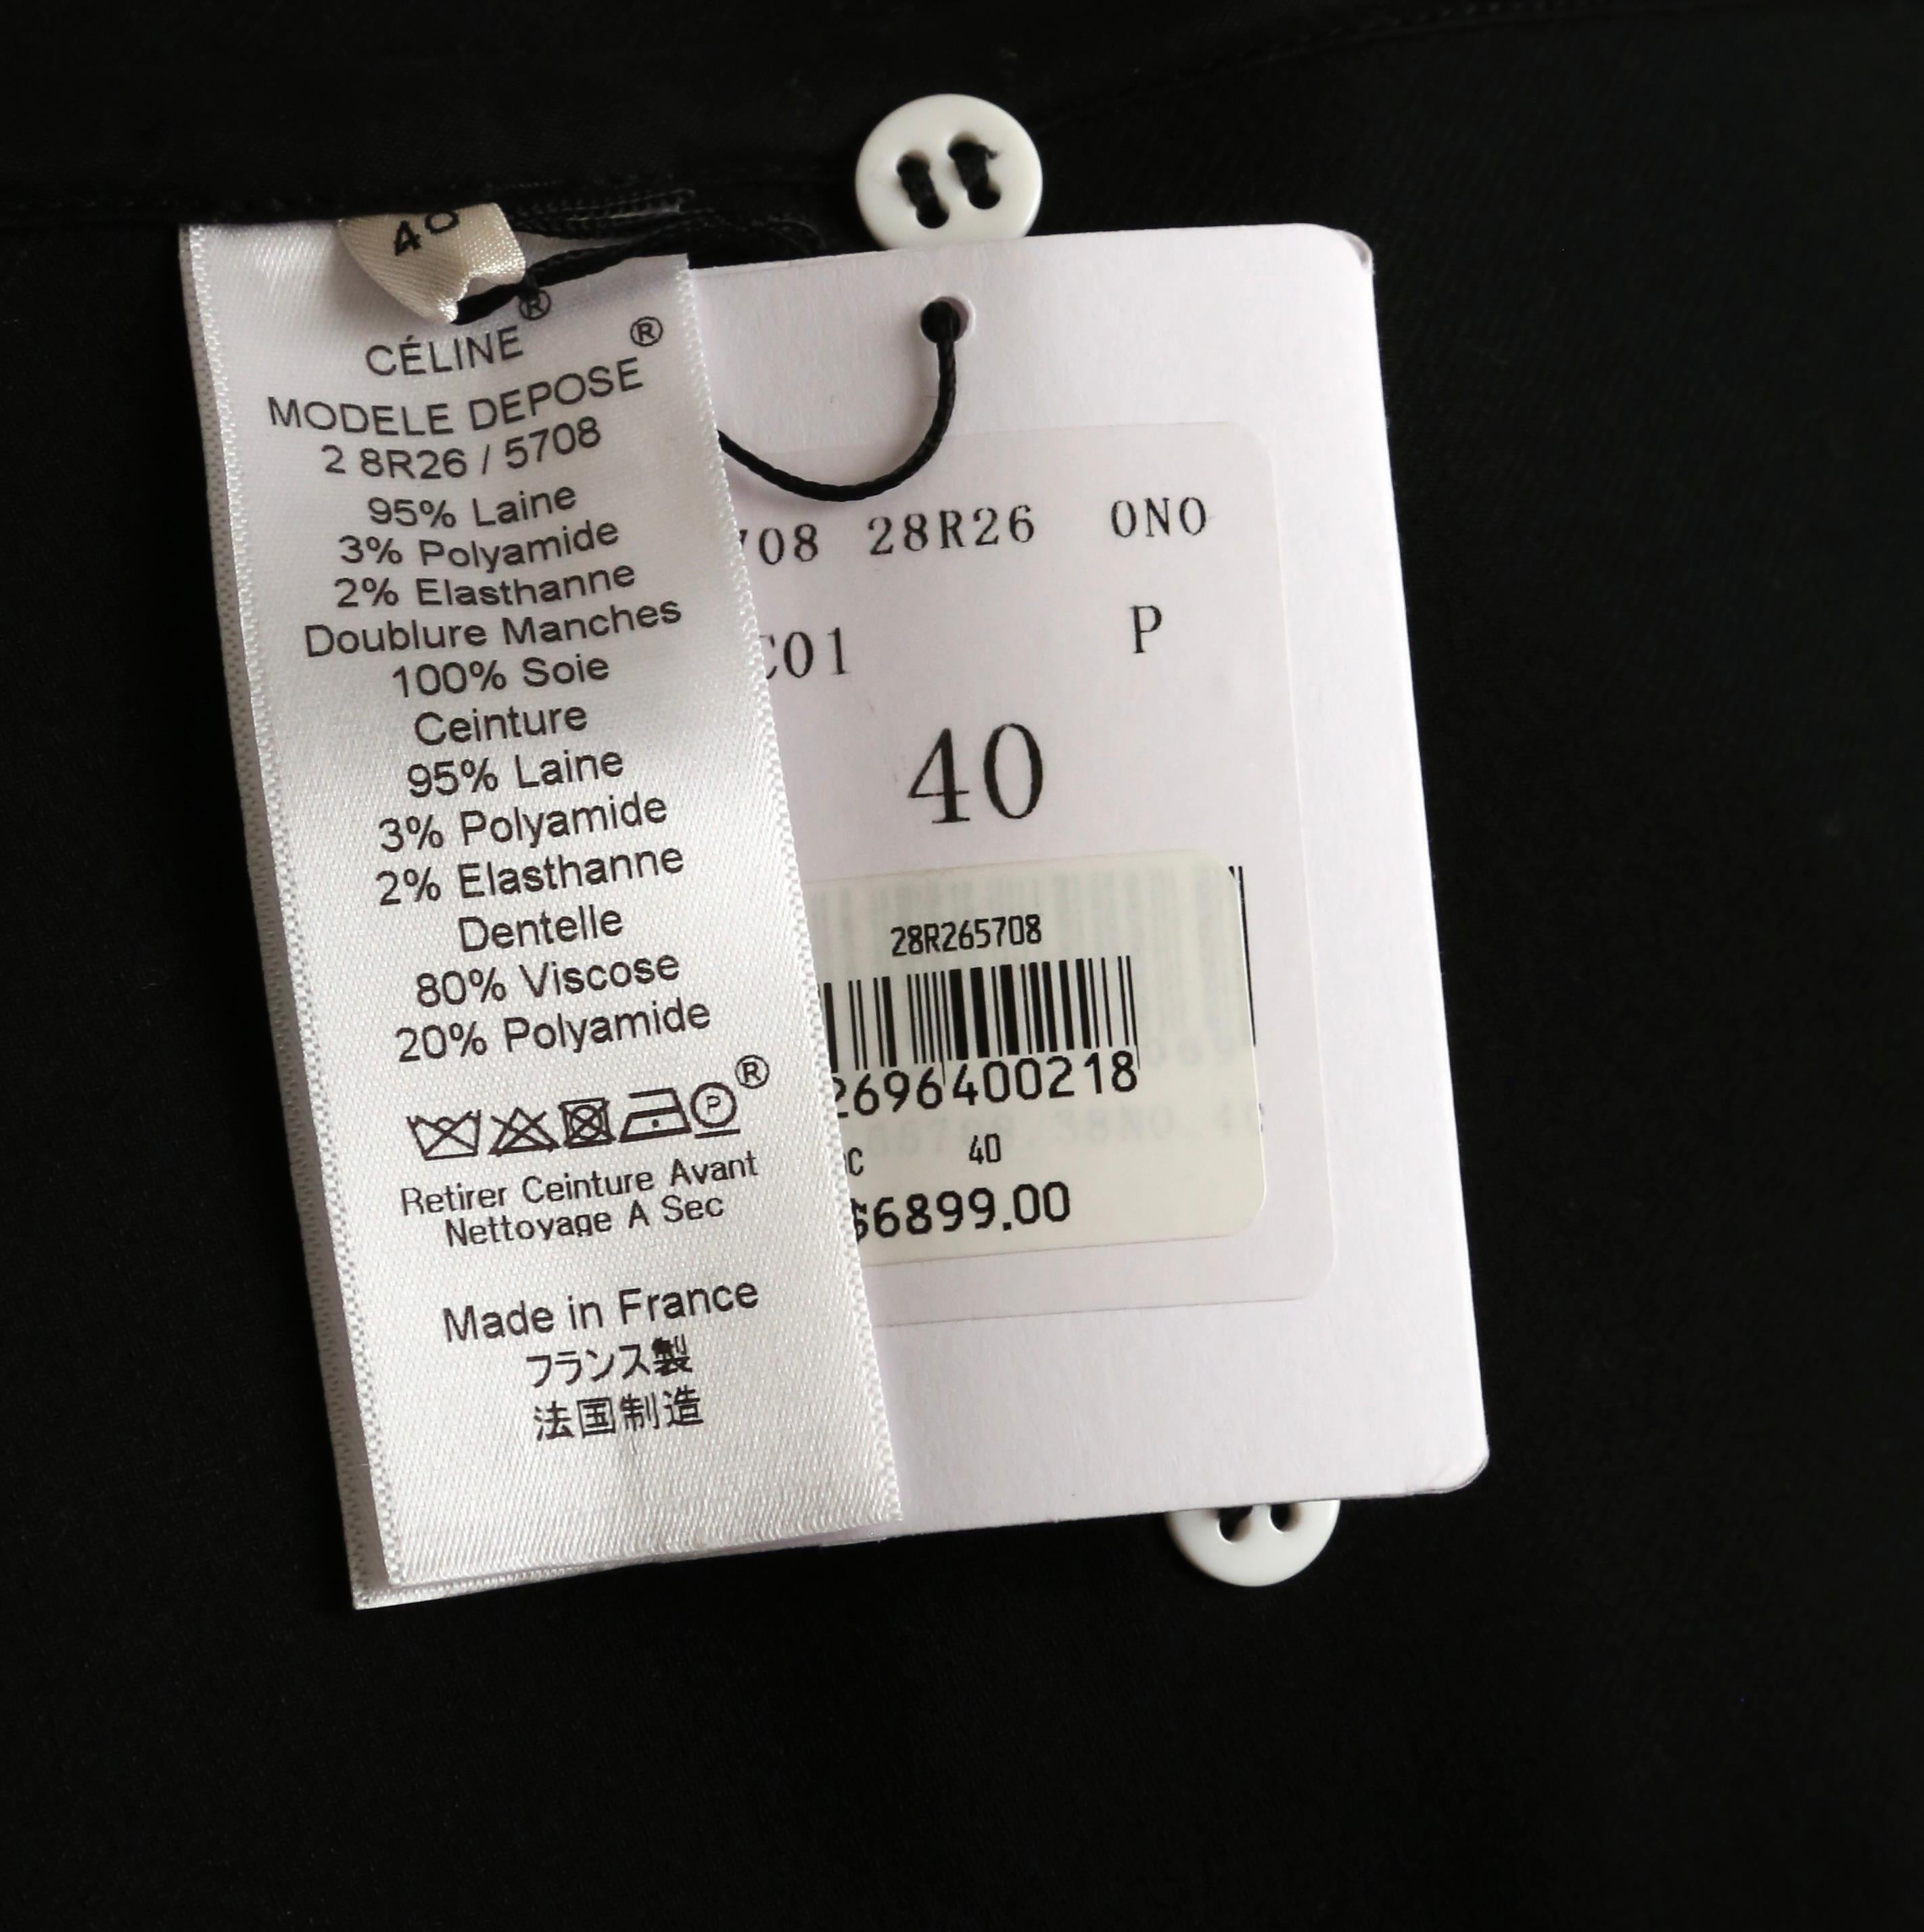 40
CÉLINE®
MODELE DEPOSE®
2 8R26 / 5708
95% Laine
3% Polyamide
2% Elasthanne
Doublure Manches
100% Soie
Ceinture
95% Laine
3% Polyamide
2% Elasthanne
Dentelle
80% Viscose
20% Polyamide
P ®
Retirer Ceinture Avant
Nettoyage A Sec
Made in France
フランス製
法国制造
708 28R26 0NO
C01 P
40
28R265708
2696400218
40
$6899.00